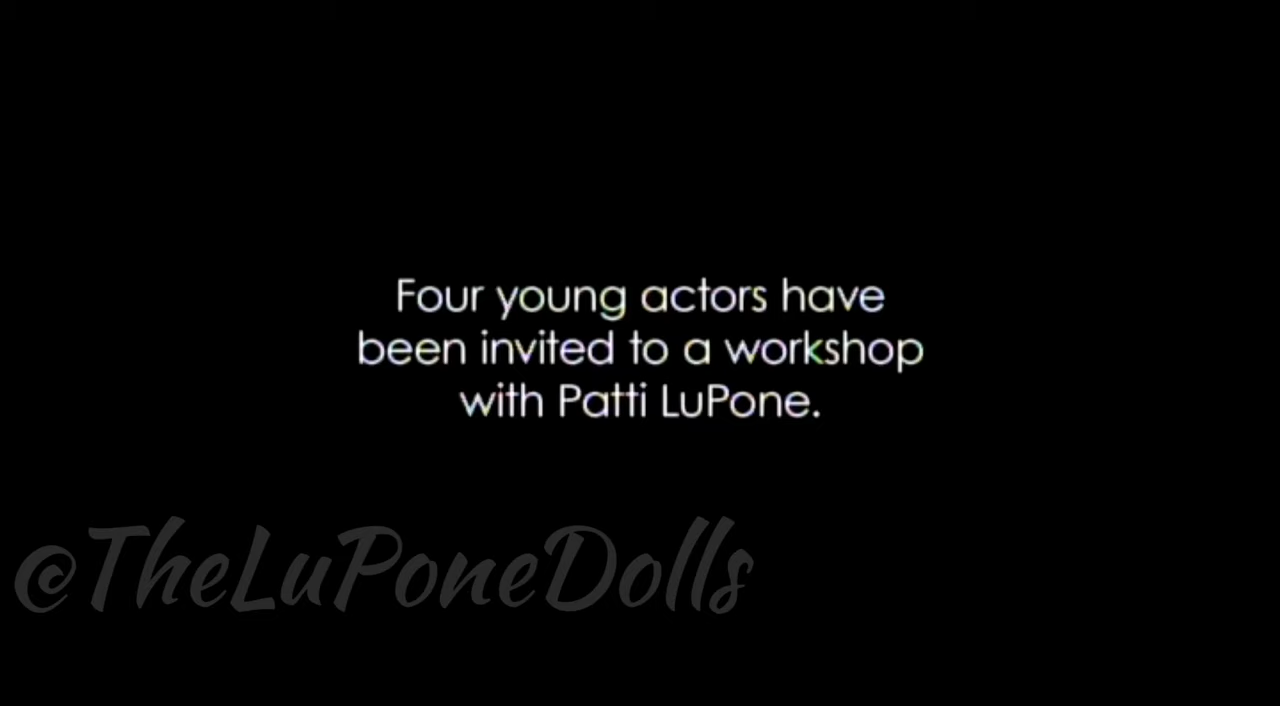 Four young actors have
been invited to a workshop
with Patti LuPone.
@TheLuPoneDolls